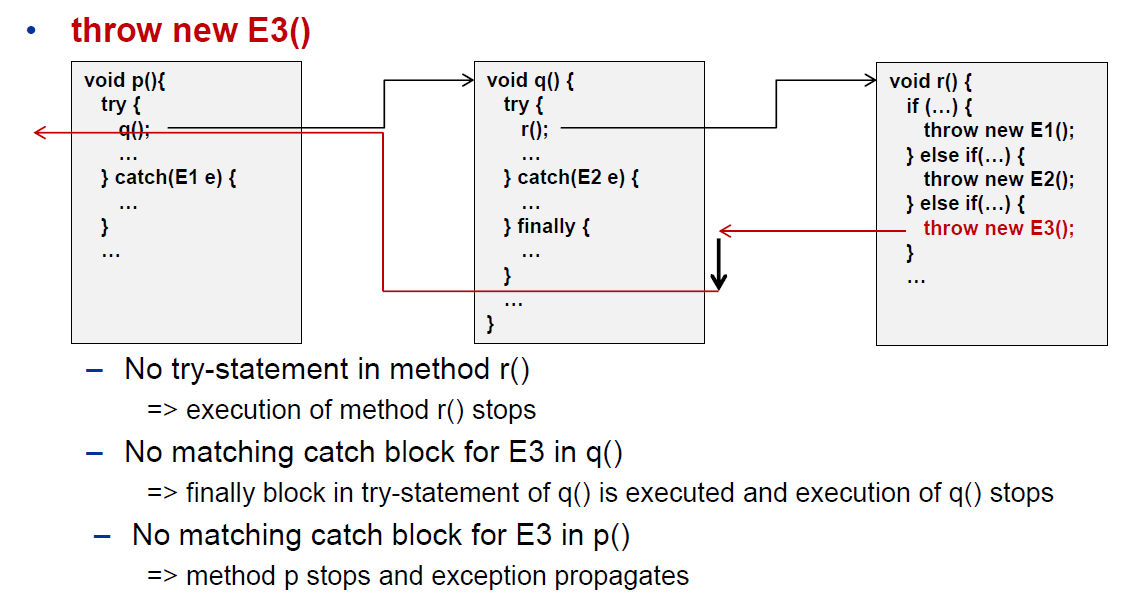 • throw new E3()
void p(){
try {
q();
...
} catch(E1 e) {
...
}
...
void q() {
try {
r();
...
} catch(E2 e) {
...
} finally {
...
}
...
}
void r() {
if (...) {
throw new E1();
} else if(...) {
throw new E2();
} else if(...) {
throw new E3();
}
...
– No try-statement in method r()
=> execution of method r() stops
– No matching catch block for E3 in q()
=> finally block in try-statement of q() is executed and execution of q() stops
– No matching catch block for E3 in p()
=> method p stops and exception propagates